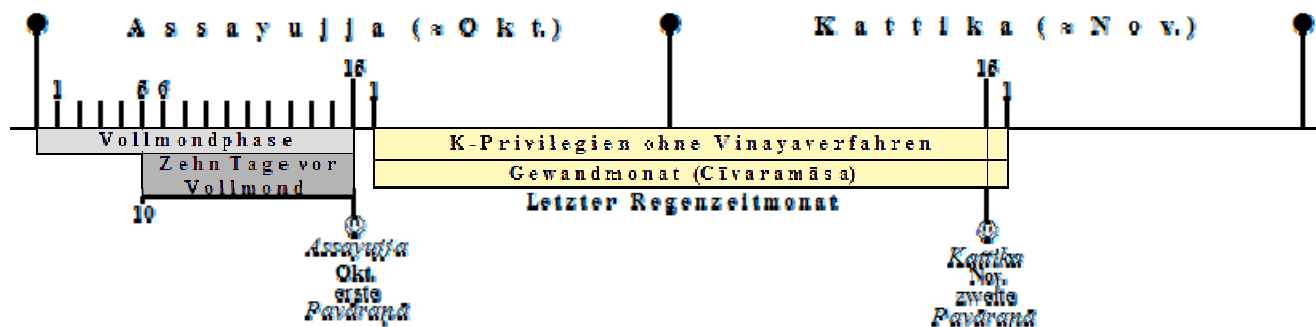 Assayujja (≈Okt.)
Kattika (≈Nov.)
1
5 6
15
1
15
1
Vollmondphase
Zehn Tage vor
Vollmond
10
K-Privilegien ohne Vinayaverfahren
Gewandmonat (Cīvaramāsa)
Letzter Regenzeitmonat
Assayujja
Okt.
erste
Pavāraṇā
Kattika
Nov.
zweite
Pavāraṇā